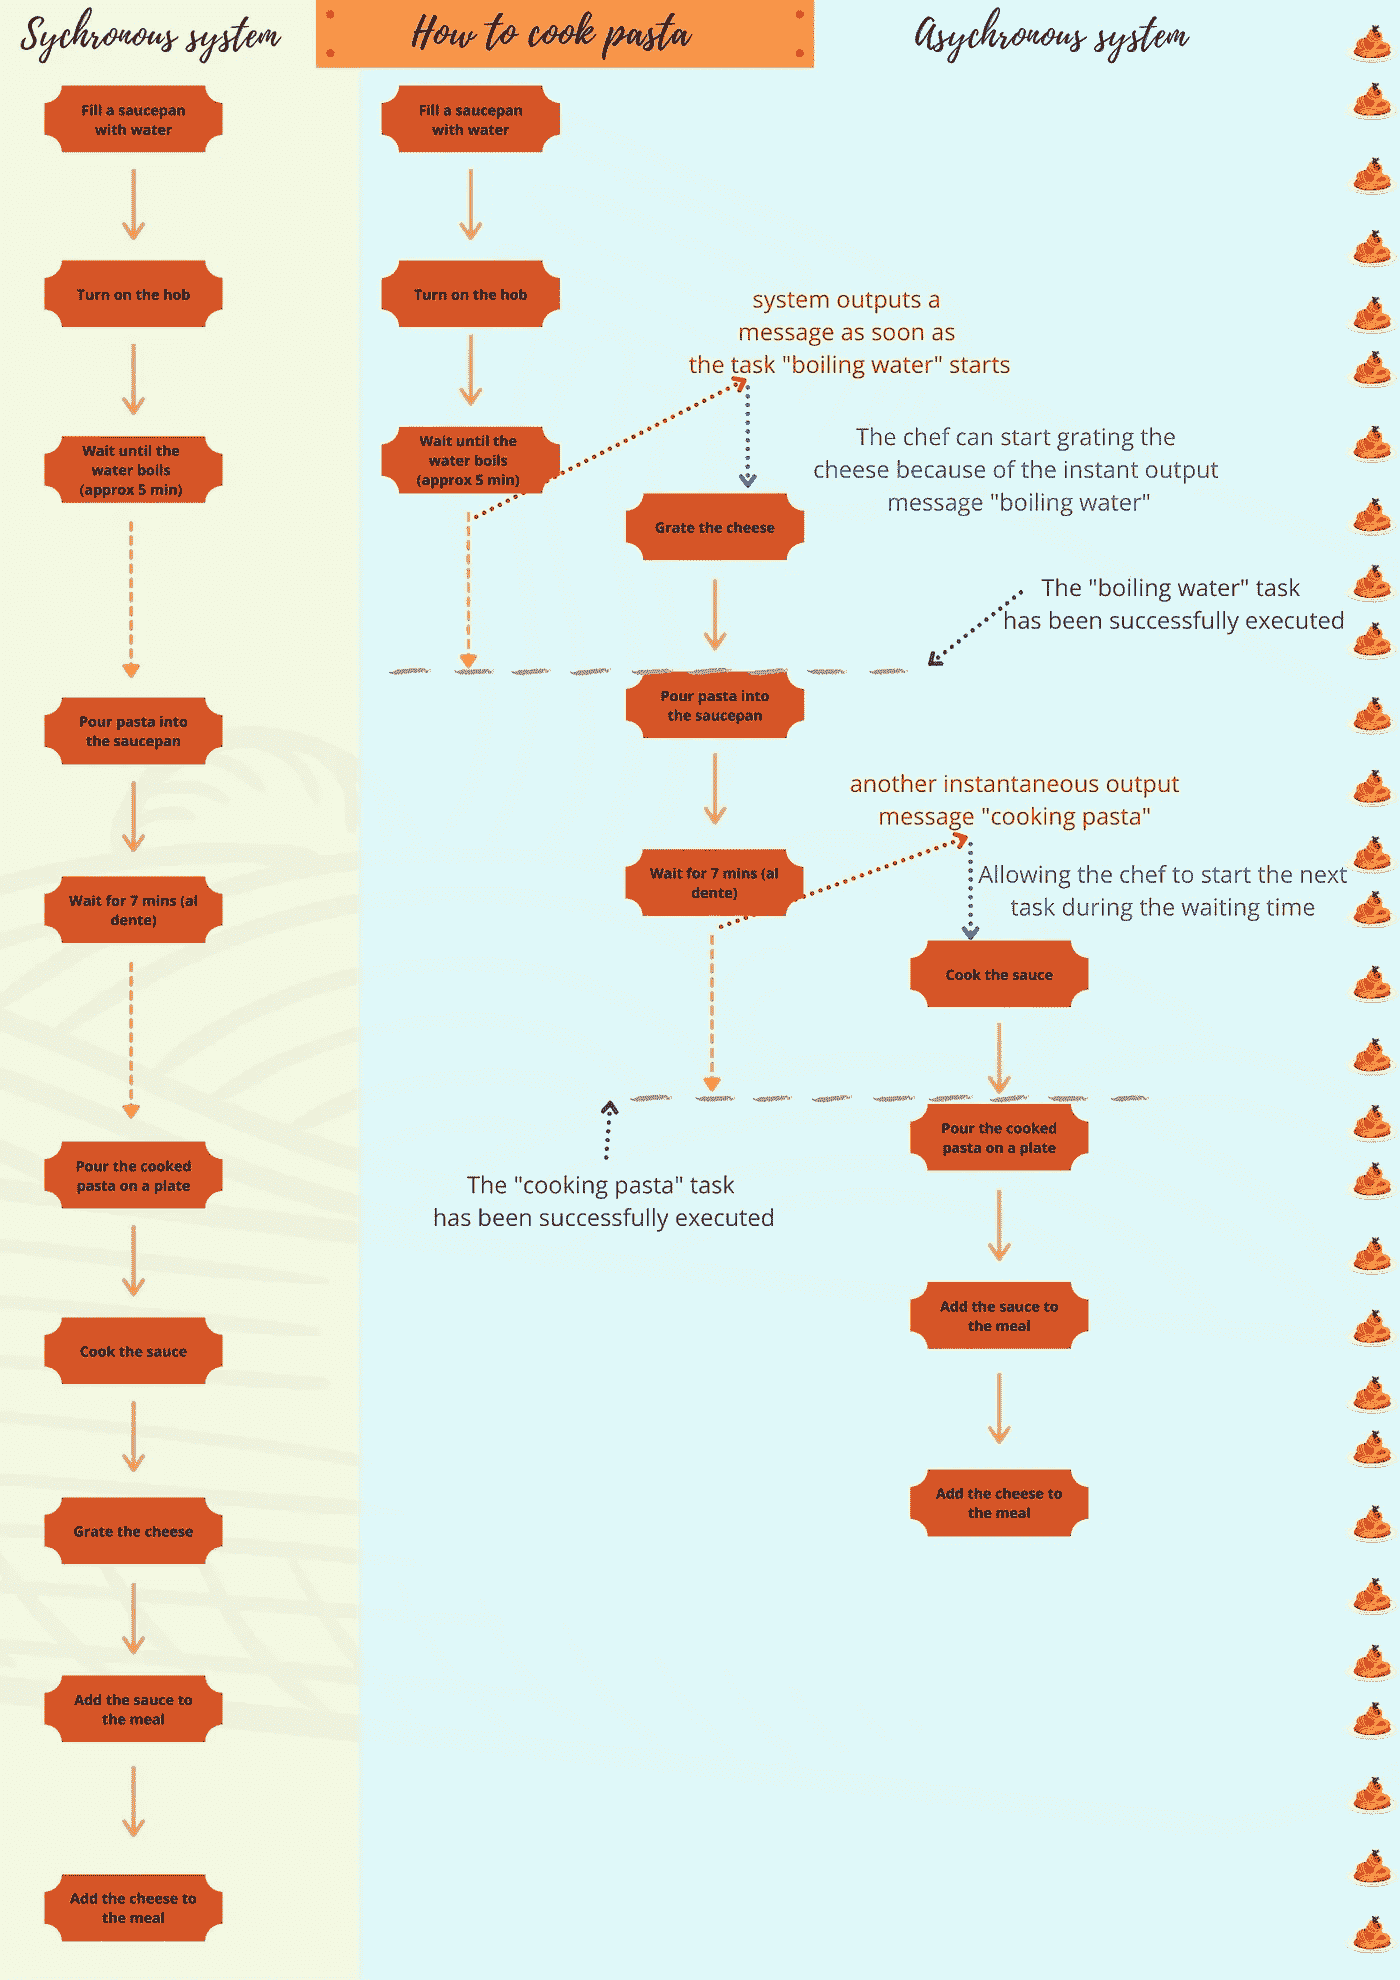 Sychronous system
How to cook pasta
Asychronous system
Fill a saucepan
with water
Turn on the hob
Wait until the
water boils
(approx 5 min)
Pour pasta into
the saucepan
Wait for 7 mins (al
dente)
Pour the cooked
pasta on a plate
Cook the sauce
Grate the cheese
Add the sauce to
the meal
Add the cheese to
the meal
Fill a saucepan
with water
Turn on the hob
system outputs a
message as soon as
the task "boiling water" starts
Wait until the
water boils
(approx 5 min)
The chef can start grating the
cheese because of the instant output
message "boiling water"
Grate the cheese
The "boiling water" task
has been successfully executed
Pour pasta into
the saucepan
another instantaneous output
message "cooking pasta"
Wait for 7 mins (al
dente)
Allowing the chef to start the next
task during the waiting time
Cook the sauce
Pour the cooked
pasta on a plate
The "cooking pasta" task
has been successfully executed
Add the sauce to
the meal
Add the cheese to
the meal